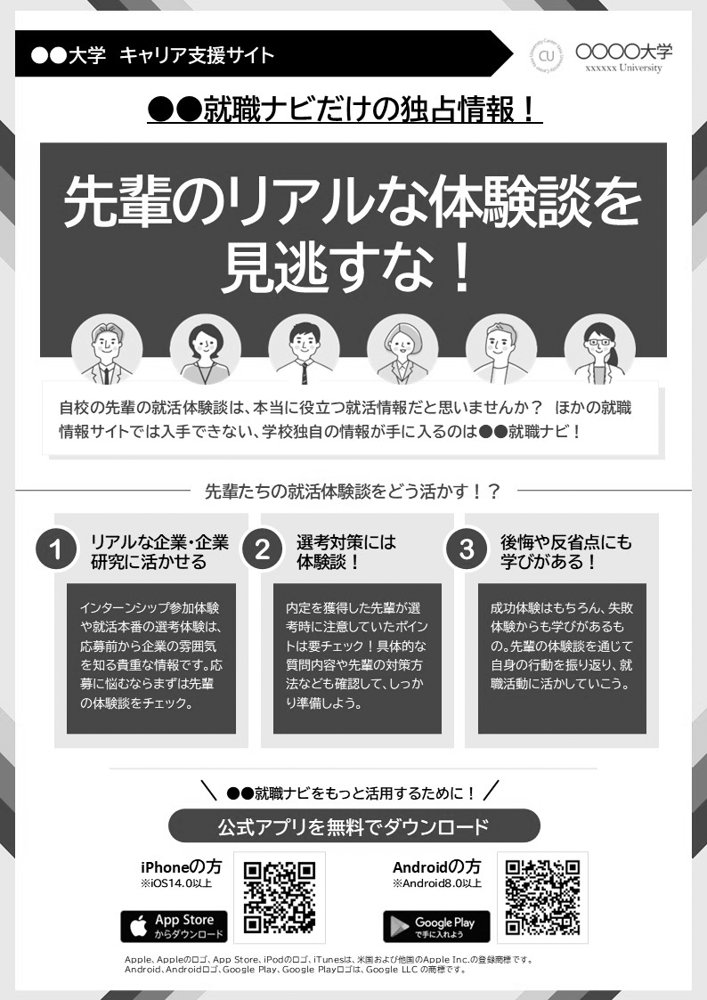 ●●大学 キャリア支援サイト
CU
〇〇〇〇大学
xxxxxx University
●●就職ナビだけの独占情報！
先輩のリアルな体験談を
見逃すな！
自校の先輩の就活体験談は、本当に役立つ就活情報だと思いませんか？ ほかの就職
情報サイトでは入手できない、学校独自の情報が手に入るのは●●就職ナビ！
先輩たちの就活体験談をどう活かす！？
1
リアルな企業・企業
研究に活かせる
インターンシップ参加体験
や就活本番の選考体験は、
応募前から企業の雰囲気
を知る貴重な情報です。応
募に悩むならまずは先輩
の体験談をチェック。
2
選考対策には
体験談！
内定を獲得した先輩が選
考時に注意していたポイン
トは要チェック！具体的な
質問内容や先輩の対策方
法なども確認して、しっか
り準備しよう。
3
後悔や反省点にも
学びがある！
成功体験はもちろん、失敗
体験からも学びがあるも
の。先輩の体験談を通じて
自身の行動を振り返り、就
職活動に活かしていこう。
●●就職ナビをもっと活用するために！
公式アプリを無料でダウンロード
iPhoneの方
※iOS14.0以上
App Store
からダウンロード
Androidの方
※Android8.0以上
Google Play
で手に入れよう
Apple、Appleのロゴ、App Store、iPodのロゴ、iTunesは、米国および他国のApple Inc.の登録商標です。
Android、Androidロゴ、Google Play、Google Playロゴは、Google LLC の商標です。